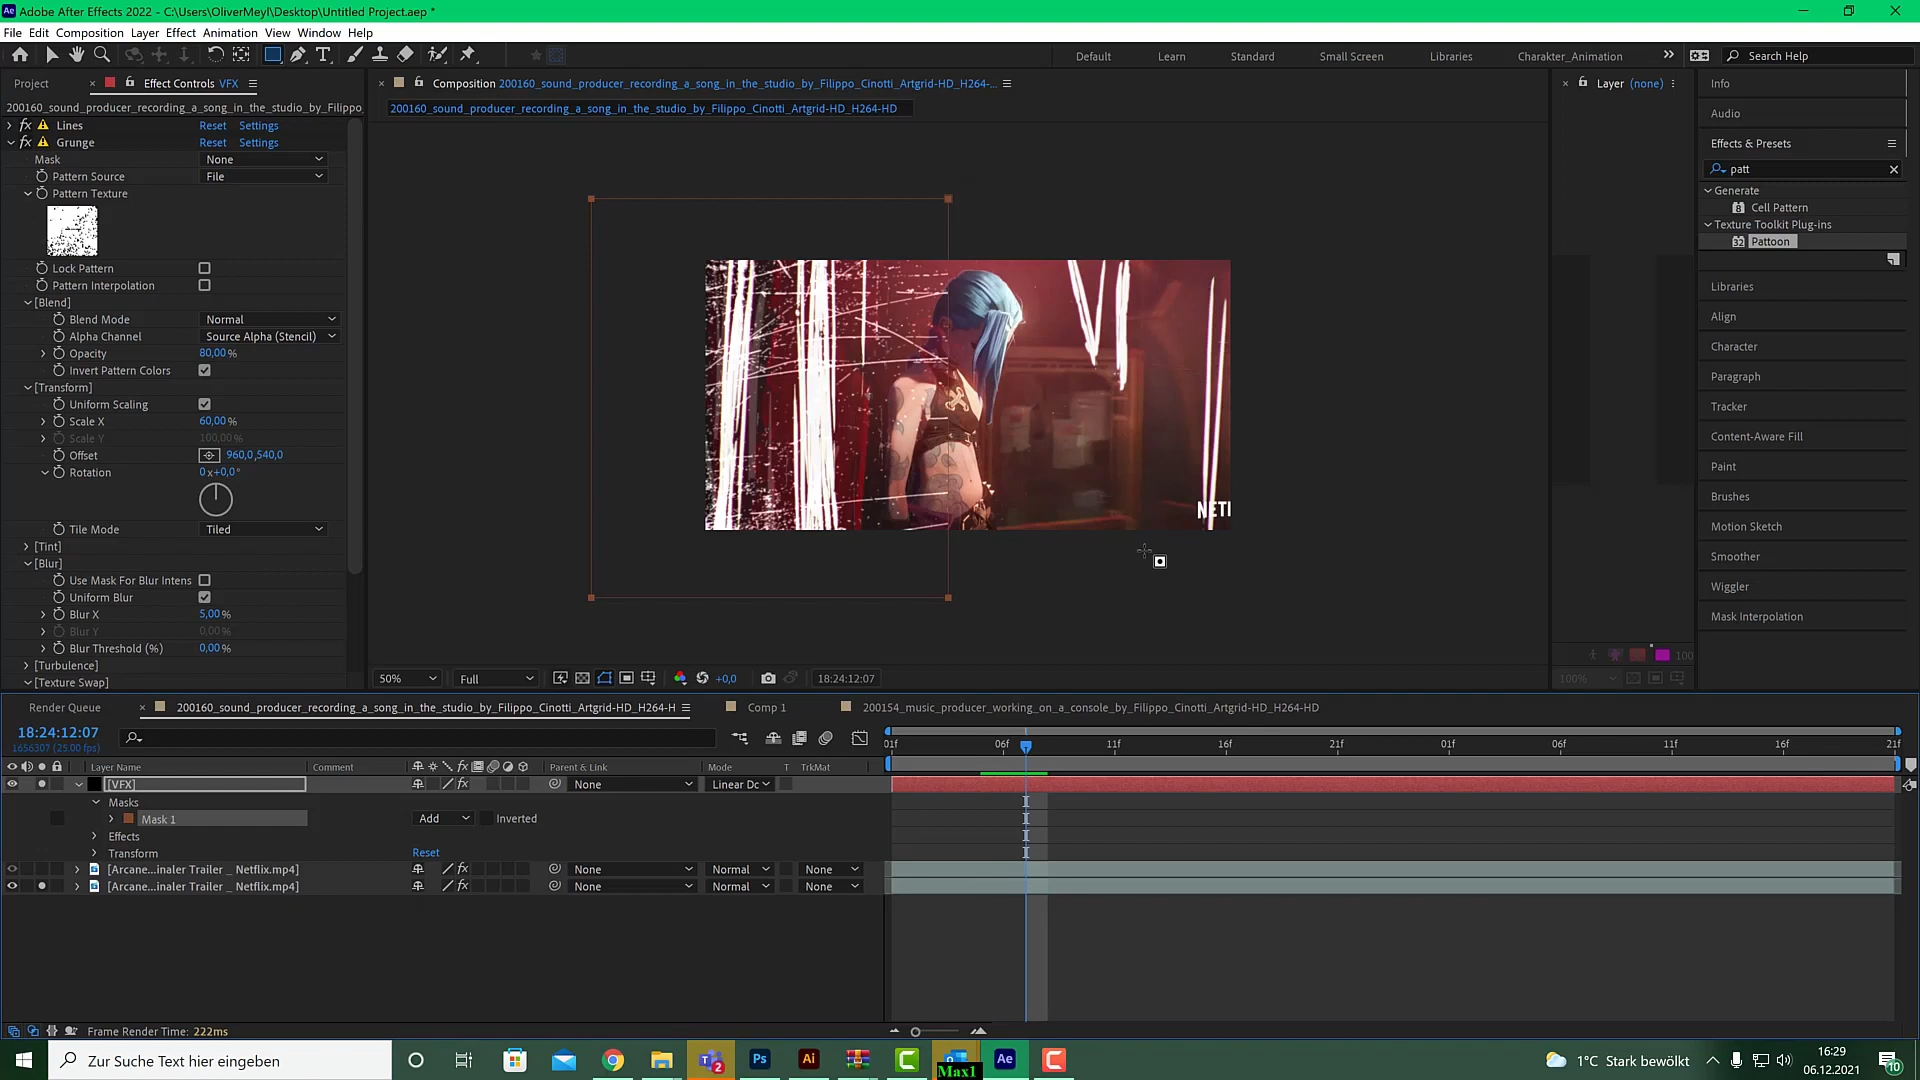 Adobe After Effects 2022 - C:\Users\OliverMeyl\Desktop\Untitled Project.aep *
File Edit Composition Layer Effect Animation View Window Help
Default Learn Standard Small Screen Libraries Charakter_Animation Search Help
Project Effect Controls VFX
200160_sound_producer_recording_a_song_in_the_studio_by_Filippo
Lines Reset Settings
Grunge Reset Settings
Mask None
Pattern Source File
Pattern Texture
Lock Pattern
Pattern Interpolation
[Blend]
Blend Mode Normal
Alpha Channel Source Alpha (Stencil)
Opacity 80,00 %
Invert Pattern Colors
[Transform]
Uniform Scaling
Scale X 60,00 %
Scale Y 100,00 %
Offset 960,0,540,0
Rotation 0 x+0,0°
Tile Mode Tiled
[Tint]
[Blur]
Use Mask For Blur Intens
Uniform Blur
Blur X 5,00 %
Blur Y 0,00 %
Blur Threshold (%) 0,00 %
[Turbulence]
[Texture Swap]
Composition 200160_sound_producer_recording_a_song_in_the_studio_by_Filippo_Cinotti_Artgrid-HD_H264-...
200160_sound_producer_recording_a_song_in_the_studio_by_Filippo_Cinotti_Artgrid-HD_H264-HD
NETF
50% Full +0,0 18:24:12:07
Layer (none)
100
100%
Info
Audio
Effects & Presets
patt
Generate
8 Cell Pattern
Texture Toolkit Plug-ins
32 Pattoon
Libraries
Align
Character
Paragraph
Tracker
Content-Aware Fill
Paint
Brushes
Motion Sketch
Smoother
Wiggler
Mask Interpolation
Render Queue 200160_sound_producer_recording_a_song_in_the_studio_by_Filippo_Cinotti_Artgrid-HD_H264-H Comp 1 200154_music_producer_working_on_a_console_by_Filippo_Cinotti_Artgrid-HD_H264-HD
18:24:12:07
1656307 (25.00 fps)
01f 06f 11f 16f 21f 01f 06f 11f 16f 21f
Layer Name Comment Parent & Link Mode T TrkMat
[VFX] None Linear Dc
Masks
Mask 1 Add Inverted
Effects
Transform Reset
[Arcane...inaler Trailer _ Netflix.mp4] None Normal None
[Arcane...inaler Trailer _ Netflix.mp4] None Normal None
Frame Render Time: 222ms
Zur Suche Text hier eingeben 2 Ps Ai Max1 Ae 1°C Stark bewölkt 16:29
06.12.2021
10